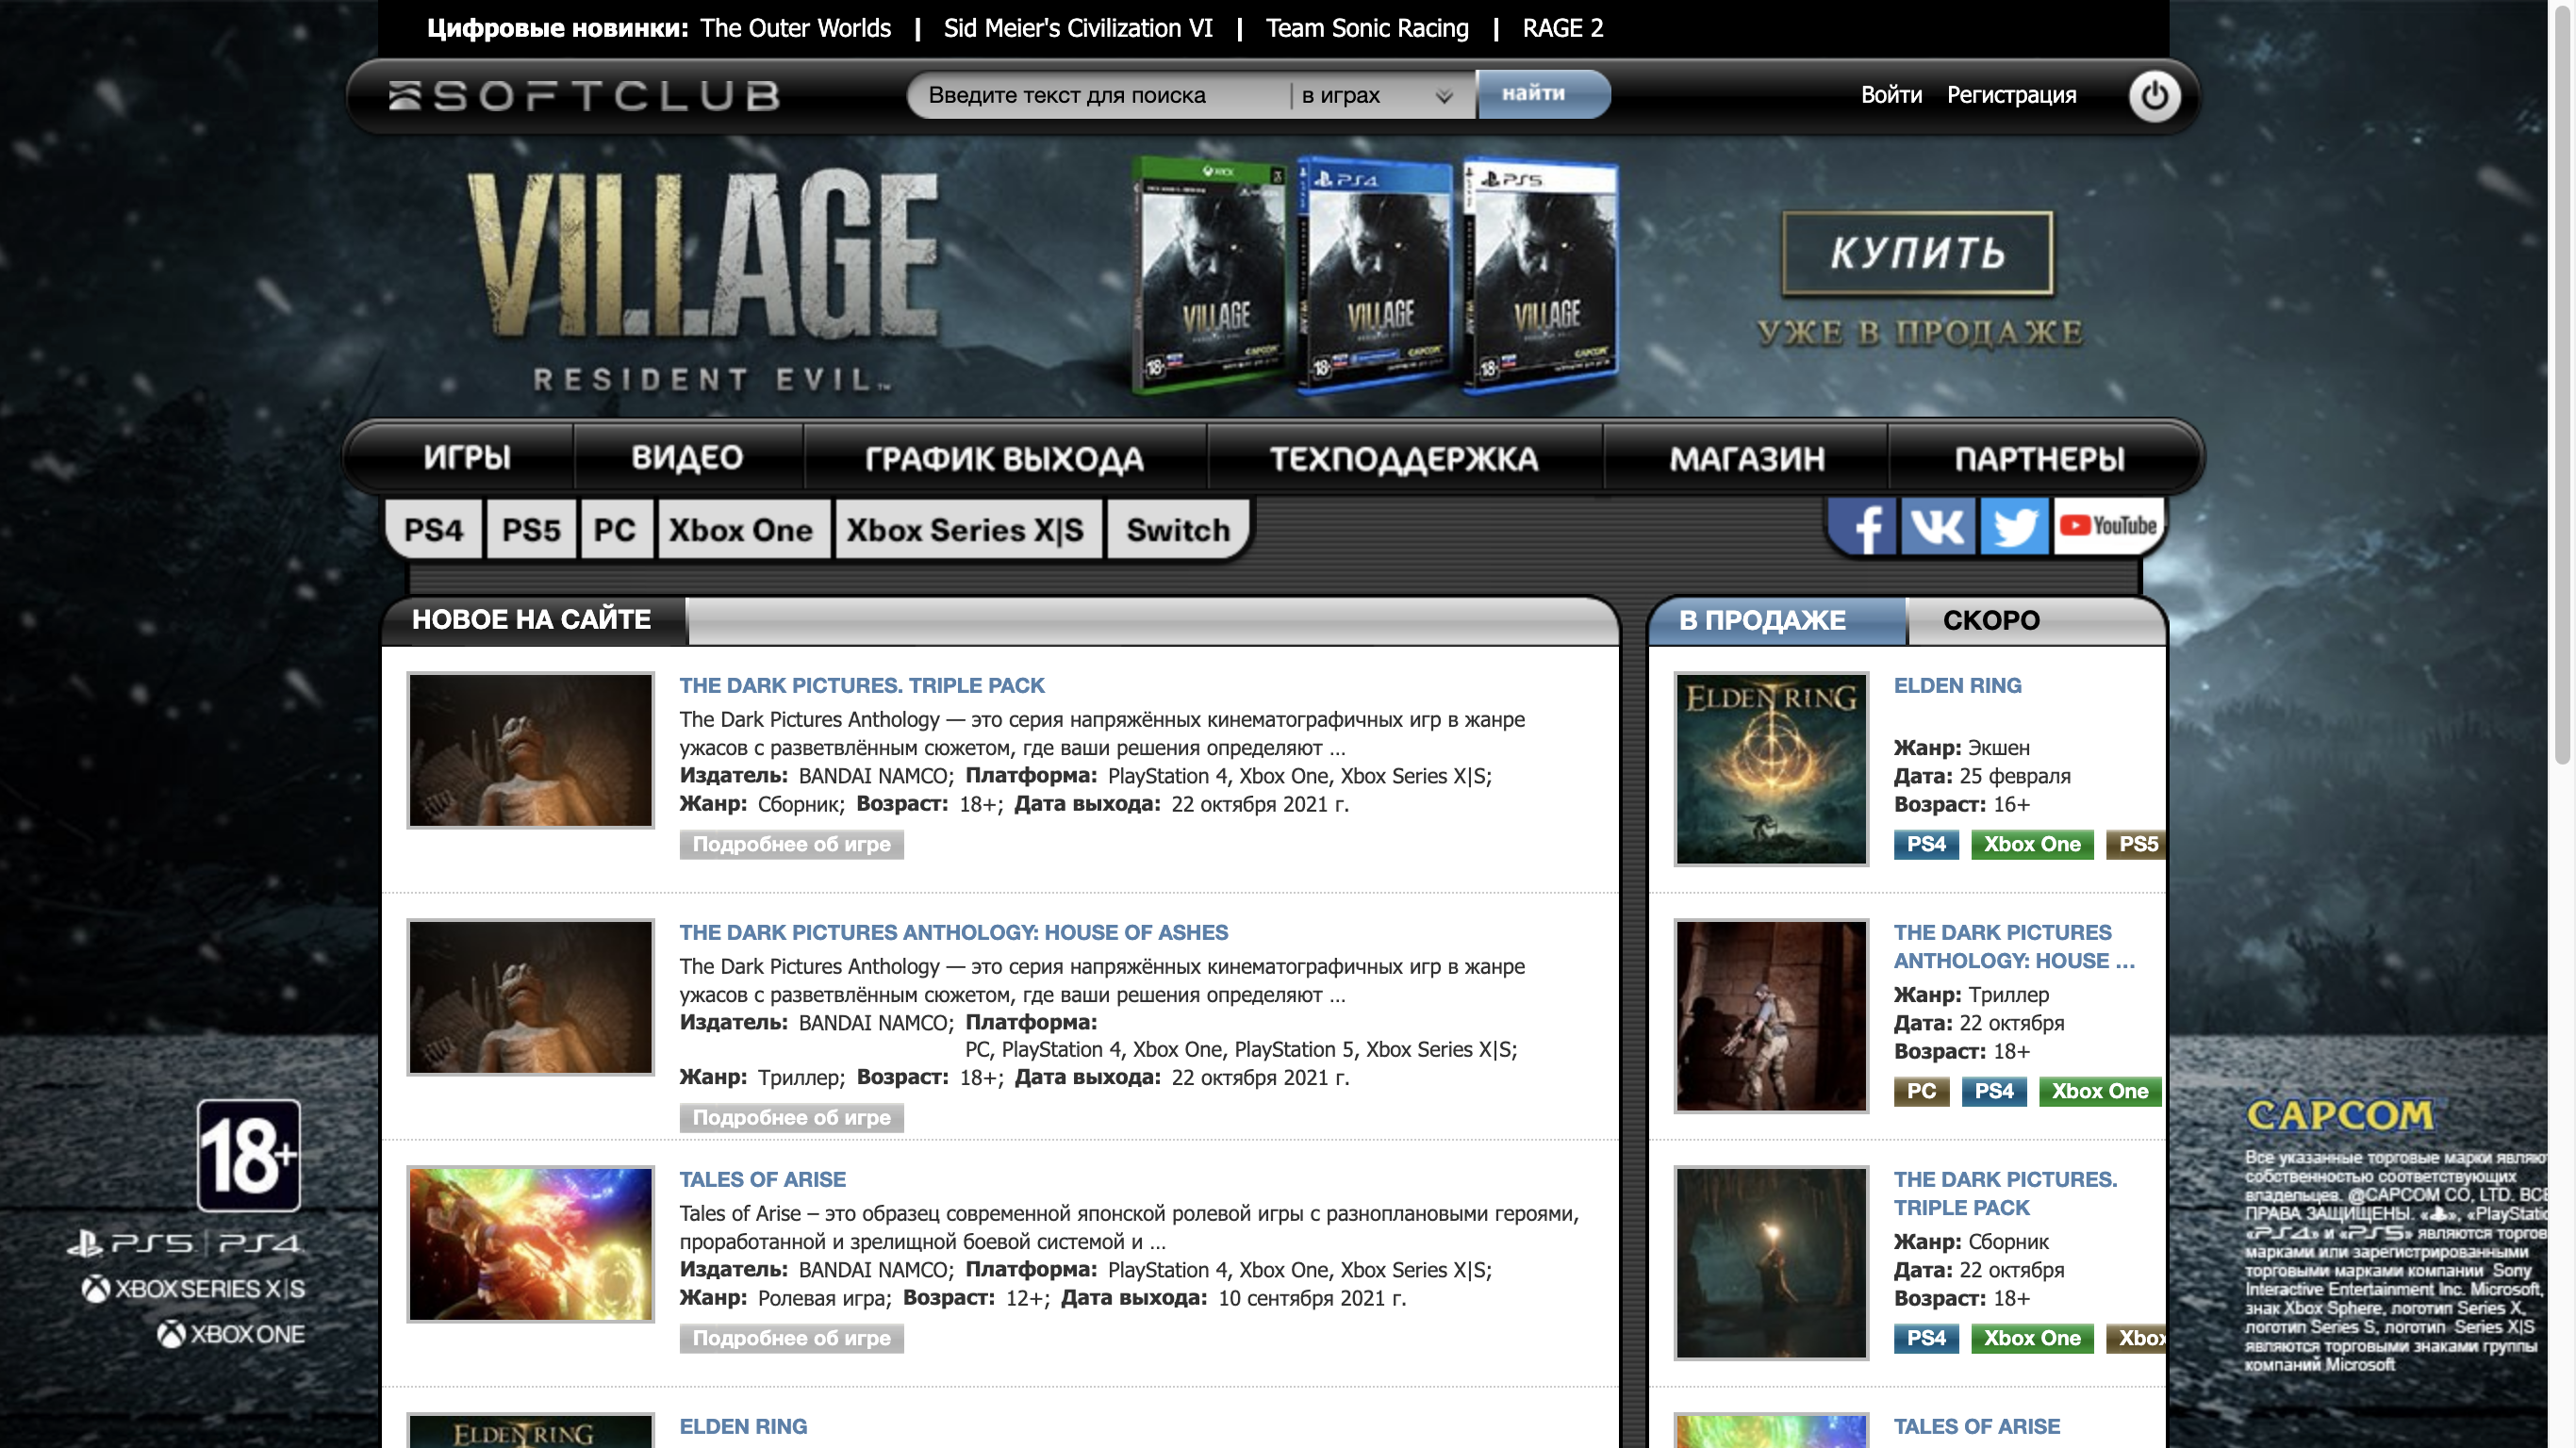 Цифровые новинки: The Outer Worlds | Sid Meier's Civilization VI | Team Sonic Racing | RAGE 2
SOFTCLUB
Введите текст для поиска | в играх
найти
Войти Регистрация
VILLAGE
RESIDENT EVIL
XBOX
PS4
PS5
VILLAGE
VILLAGE
VILLAGE
КУПИТЬ
УЖЕ В ПРОДАЖЕ
ИГРЫ ВИДЕО ГРАФИК ВЫХОДА ТЕХПОДДЕРЖКА МАГАЗИН ПАРТНЕРЫ
PS4 PS5 PC Xbox One Xbox Series X|S Switch
YouTube
НОВОЕ НА САЙТЕ
THE DARK PICTURES. TRIPLE PACK
The Dark Pictures Anthology — это серия напряжённых кинематографичных игр в жанре
ужасов с разветвлённым сюжетом, где ваши решения определяют ...
Издатель: BANDAI NAMCO; Платформа: PlayStation 4, Xbox One, Xbox Series X|S;
Жанр: Сборник; Возраст: 18+; Дата выхода: 22 октября 2021 г.
Подробнее об игре
THE DARK PICTURES ANTHOLOGY: HOUSE OF ASHES
The Dark Pictures Anthology — это серия напряжённых кинематографичных игр в жанре
ужасов с разветвлённым сюжетом, где ваши решения определяют ...
Издатель: BANDAI NAMCO; Платформа:
PC, PlayStation 4, Xbox One, PlayStation 5, Xbox Series X|S;
Жанр: Триллер; Возраст: 18+; Дата выхода: 22 октября 2021 г.
Подробнее об игре
TALES OF ARISE
Tales of Arise – это образец современной японской ролевой игры с разноплановыми героями,
проработанной и зрелищной боевой системой и ...
Издатель: BANDAI NAMCO; Платформа: PlayStation 4, Xbox One, Xbox Series X|S;
Жанр: Ролевая игра; Возраст: 12+; Дата выхода: 10 сентября 2021 г.
Подробнее об игре
ELDEN RING
ELDEN RING
В ПРОДАЖЕ СКОРО
ELDEN RING
ELDEN RING
Жанр: Экшен
Дата: 25 февраля
Возраст: 16+
PS4 Xbox One PS5
THE DARK PICTURES
ANTHOLOGY: HOUSE ...
Жанр: Триллер
Дата: 22 октября
Возраст: 18+
PC PS4 Xbox One
THE DARK PICTURES.
TRIPLE PACK
Жанр: Сборник
Дата: 22 октября
Возраст: 18+
PS4 Xbox One Xbox
TALES OF ARISE
18+
PS5 | PS4
XBOX SERIES X|S
XBOX ONE
CAPCOM
Все указанные торговые марки являю
собственностью соответствующих
владельцев. @CAPCOM CO, LTD. ВСЕ
ПРАВА ЗАЩИЩЕНЫ. « », «PlayStatio
«PS4» и «PS5» являются торгов
марками или зарегистрированными
торговыми марками компании Sony
Interactive Entertainment Inc. Microsoft,
знак Xbox Sphere, логотип Series X,
логотип Series S, логотип Series X|S
являются торговыми знаками группы
компаний Microsoft